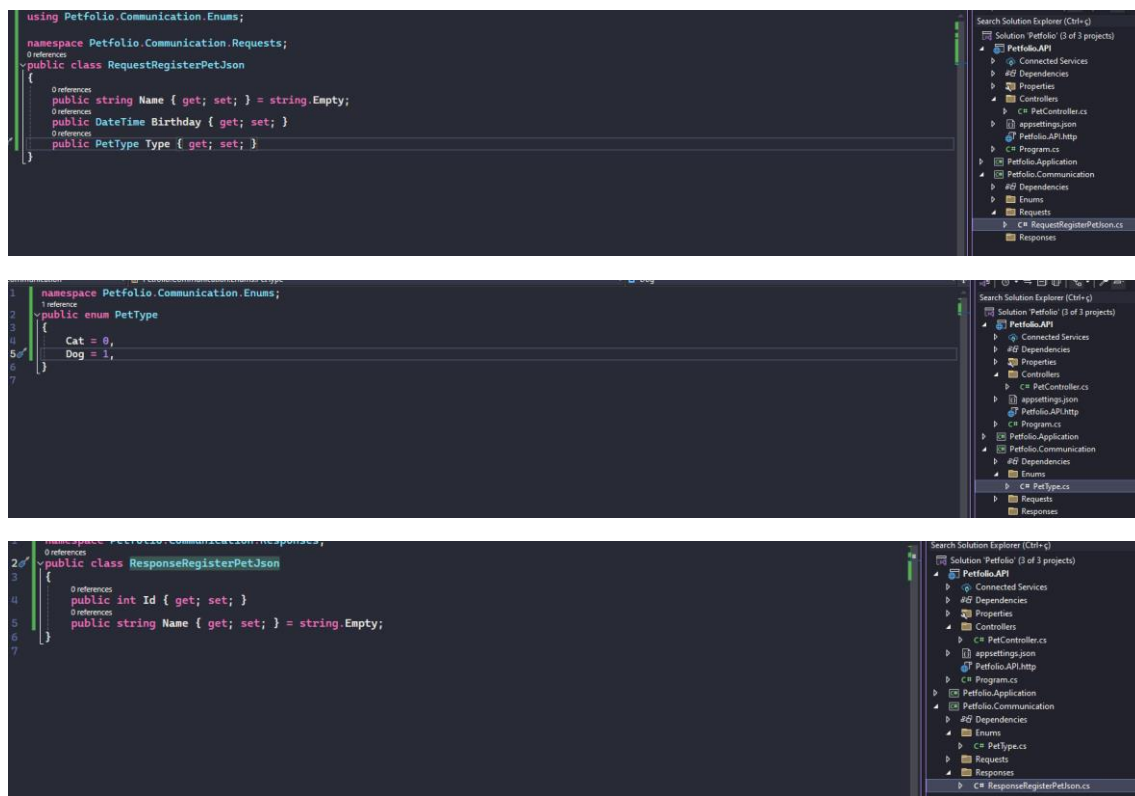 using Petfolio.Communication.Enums;
namespace Petfolio.Communication.Requests;
0 references
public class RequestRegisterPetJson
{
0 references
public string Name { get; set; } = string.Empty;
0 references
public DateTime Birthday { get; set; }
0 references
public PetType Type { get; set; }
}
Search Solution Explorer (Ctrl+ç)
Solution 'Petfolio' (3 of 3 projects)
Petfolio.API
Connected Services
Dependencies
Properties
Controllers
C# PetController.cs
appsettings.json
Petfolio.API.http
C# Program.cs
Petfolio.Application
Petfolio.Communication
Dependencies
Enums
Requests
C# RequestRegisterPetJson.cs
Responses
1 namespace Petfolio.Communication.Enums;
1 reference
2 public enum PetType
3 {
4 Cat = 0,
5 Dog = 1,
6 }
7
Search Solution Explorer (Ctrl+ç)
Solution 'Petfolio' (3 of 3 projects)
Petfolio.API
Connected Services
Dependencies
Properties
Controllers
C# PetController.cs
appsettings.json
Petfolio.API.http
C# Program.cs
Petfolio.Application
Petfolio.Communication
Dependencies
Enums
C# PetType.cs
Requests
Responses
namespace Petfolio.Communication.Responses;
0 references
2 public class ResponseRegisterPetJson
3 {
0 references
4 public int Id { get; set; }
0 references
5 public string Name { get; set; } = string.Empty;
6 }
7
Search Solution Explorer (Ctrl+ç)
Solution 'Petfolio' (3 of 3 projects)
Petfolio.API
Connected Services
Dependencies
Properties
Controllers
C# PetController.cs
appsettings.json
Petfolio.API.http
C# Program.cs
Petfolio.Application
Petfolio.Communication
Dependencies
Enums
C# PetType.cs
Requests
Responses
C# ResponseRegisterPetJson.cs